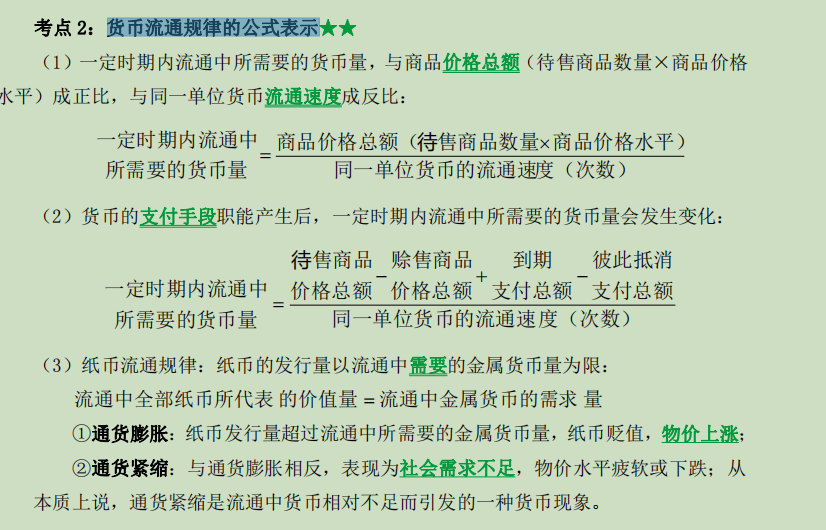 考点 2：货币流通规律的公式表示★★
（1）一定时期内流通中所需要的货币量，与商品价格总额（待售商品数量×商品价格
水平）成正比，与同一单位货币流通速度成反比：
一定时期内流通中
所需要的货币量
=
商品价格总额（待售商品数量×商品价格水平）
同一单位货币的流通速度（次数）
（2）货币的支付手段职能产生后，一定时期内流通中所需要的货币量会发生变化：
一定时期内流通中
所需要的货币量
=
待售商品 赊售商品 到期 彼此抵消
价格总额 − 价格总额 + 支付总额 − 支付总额
同一单位货币的流通速度（次数）
（3）纸币流通规律：纸币的发行量以流通中需要的金属货币量为限：
流通中全部纸币所代表 的价值量 = 流通中金属货币的需求 量
①通货膨胀：纸币发行量超过流通中所需要的金属货币量，纸币贬值，物价上涨；
②通货紧缩：与通货膨胀相反，表现为社会需求不足，物价水平疲软或下跌；从
本质上说，通货紧缩是流通中货币相对不足而引发的一种货币现象。